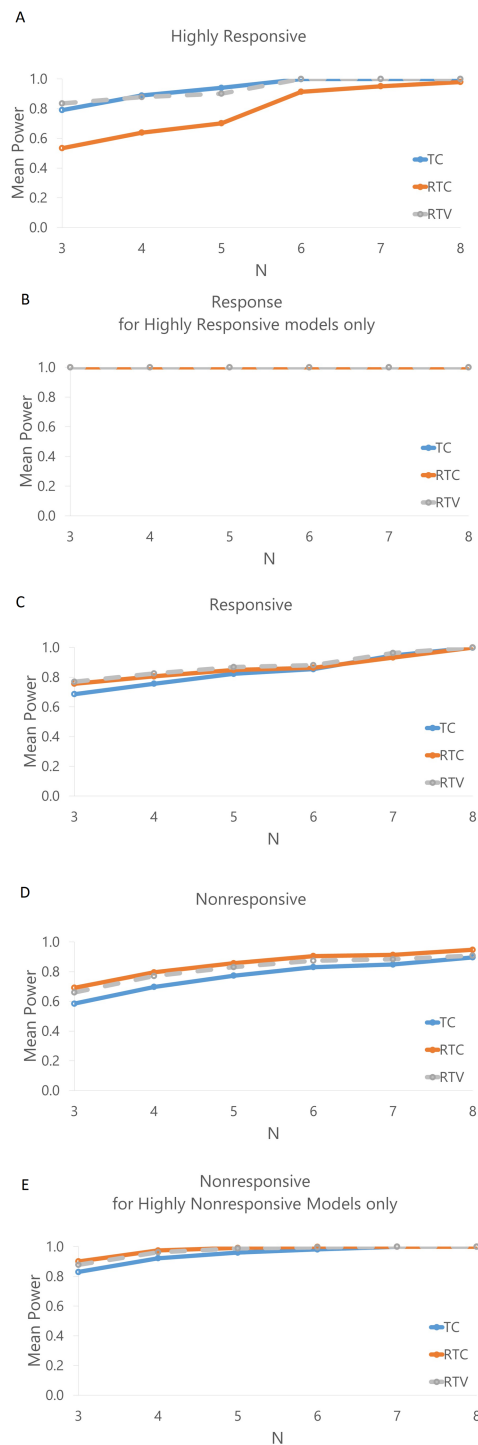 A
Highly Responsive
Mean Power
1.0
0.8
0.6
0.4
0.2
0.0
3 4 5 6 7 8
N
TC
RTC
RTV
B
Response
for Highly Responsive models only
Mean Power
1.0
0.8
0.6
0.4
0.2
0.0
3 4 5 6 7 8
N
TC
RTC
RTV
C
Responsive
Mean Power
1.0
0.8
0.6
0.4
0.2
0.0
3 4 5 6 7 8
N
TC
RTC
RTV
D
Nonresponsive
Mean Power
1.0
0.8
0.6
0.4
0.2
0.0
3 4 5 6 7 8
N
TC
RTC
RTV
E
Nonresponsive
for Highly Nonresponsive Models only
Mean Power
1.0
0.8
0.6
0.4
0.2
0.0
3 4 5 6 7 8
N
TC
RTC
RTV